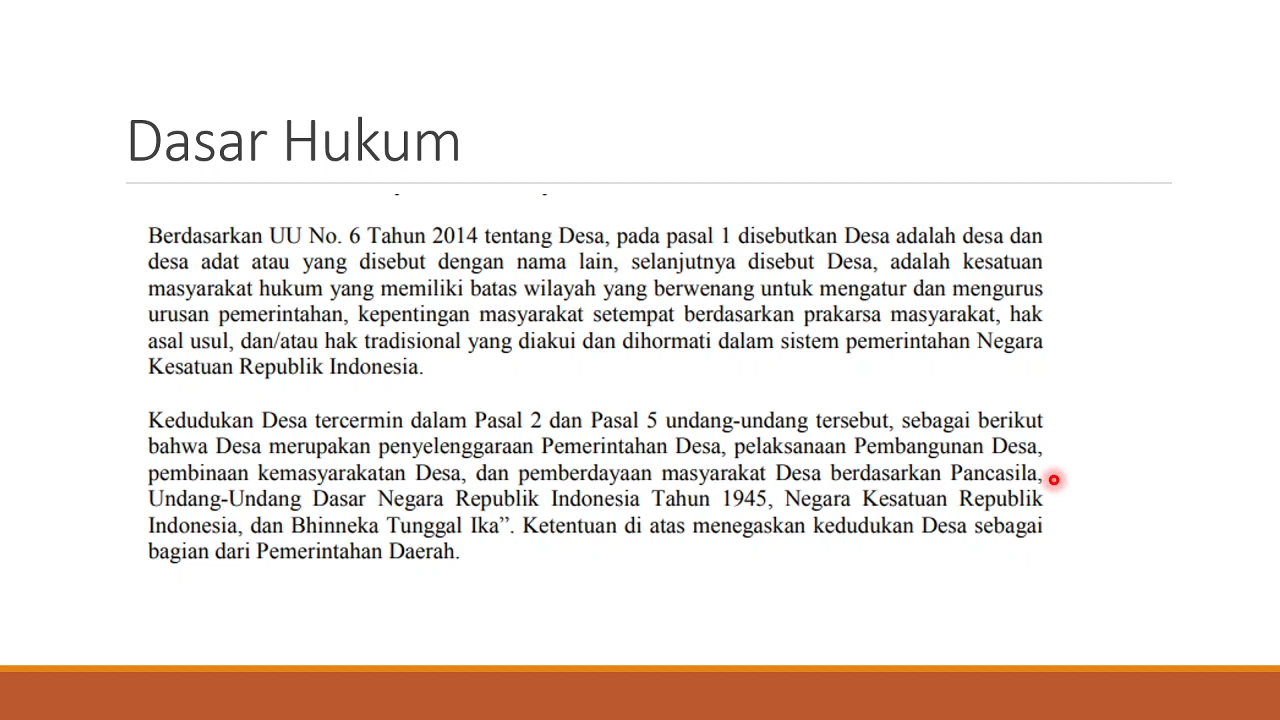 Dasar Hukum
Berdasarkan UU No. 6 Tahun 2014 tentang Desa, pada pasal 1 disebutkan Desa adalah desa dan
desa adat atau yang disebut dengan nama lain, selanjutnya disebut Desa, adalah kesatuan
masyarakat hukum yang memiliki batas wilayah yang berwenang untuk mengatur dan mengurus
urusan pemerintahan, kepentingan masyarakat setempat berdasarkan prakarsa masyarakat, hak
asal usul, dan/atau hak tradisional yang diakui dan dihormati dalam sistem pemerintahan Negara
Kesatuan Republik Indonesia.
Kedudukan Desa tercermin dalam Pasal 2 dan Pasal 5 undang-undang tersebut, sebagai berikut
bahwa Desa merupakan penyelenggaraan Pemerintahan Desa, pelaksanaan Pembangunan Desa,
pembinaan kemasyarakatan Desa, dan pemberdayaan masyarakat Desa berdasarkan Pancasila,
Undang-Undang Dasar Negara Republik Indonesia Tahun 1945, Negara Kesatuan Republik
Indonesia, dan Bhinneka Tunggal Ika”. Ketentuan di atas menegaskan kedudukan Desa sebagai
bagian dari Pemerintahan Daerah.